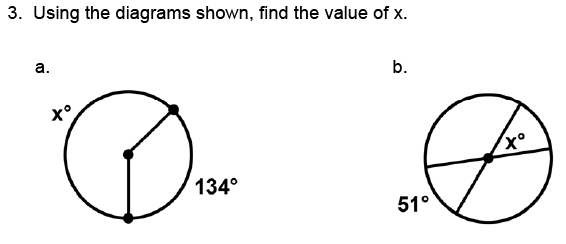 3. Using the diagrams shown, find the value of x.
a.
b.
x°
134°
x°
51°